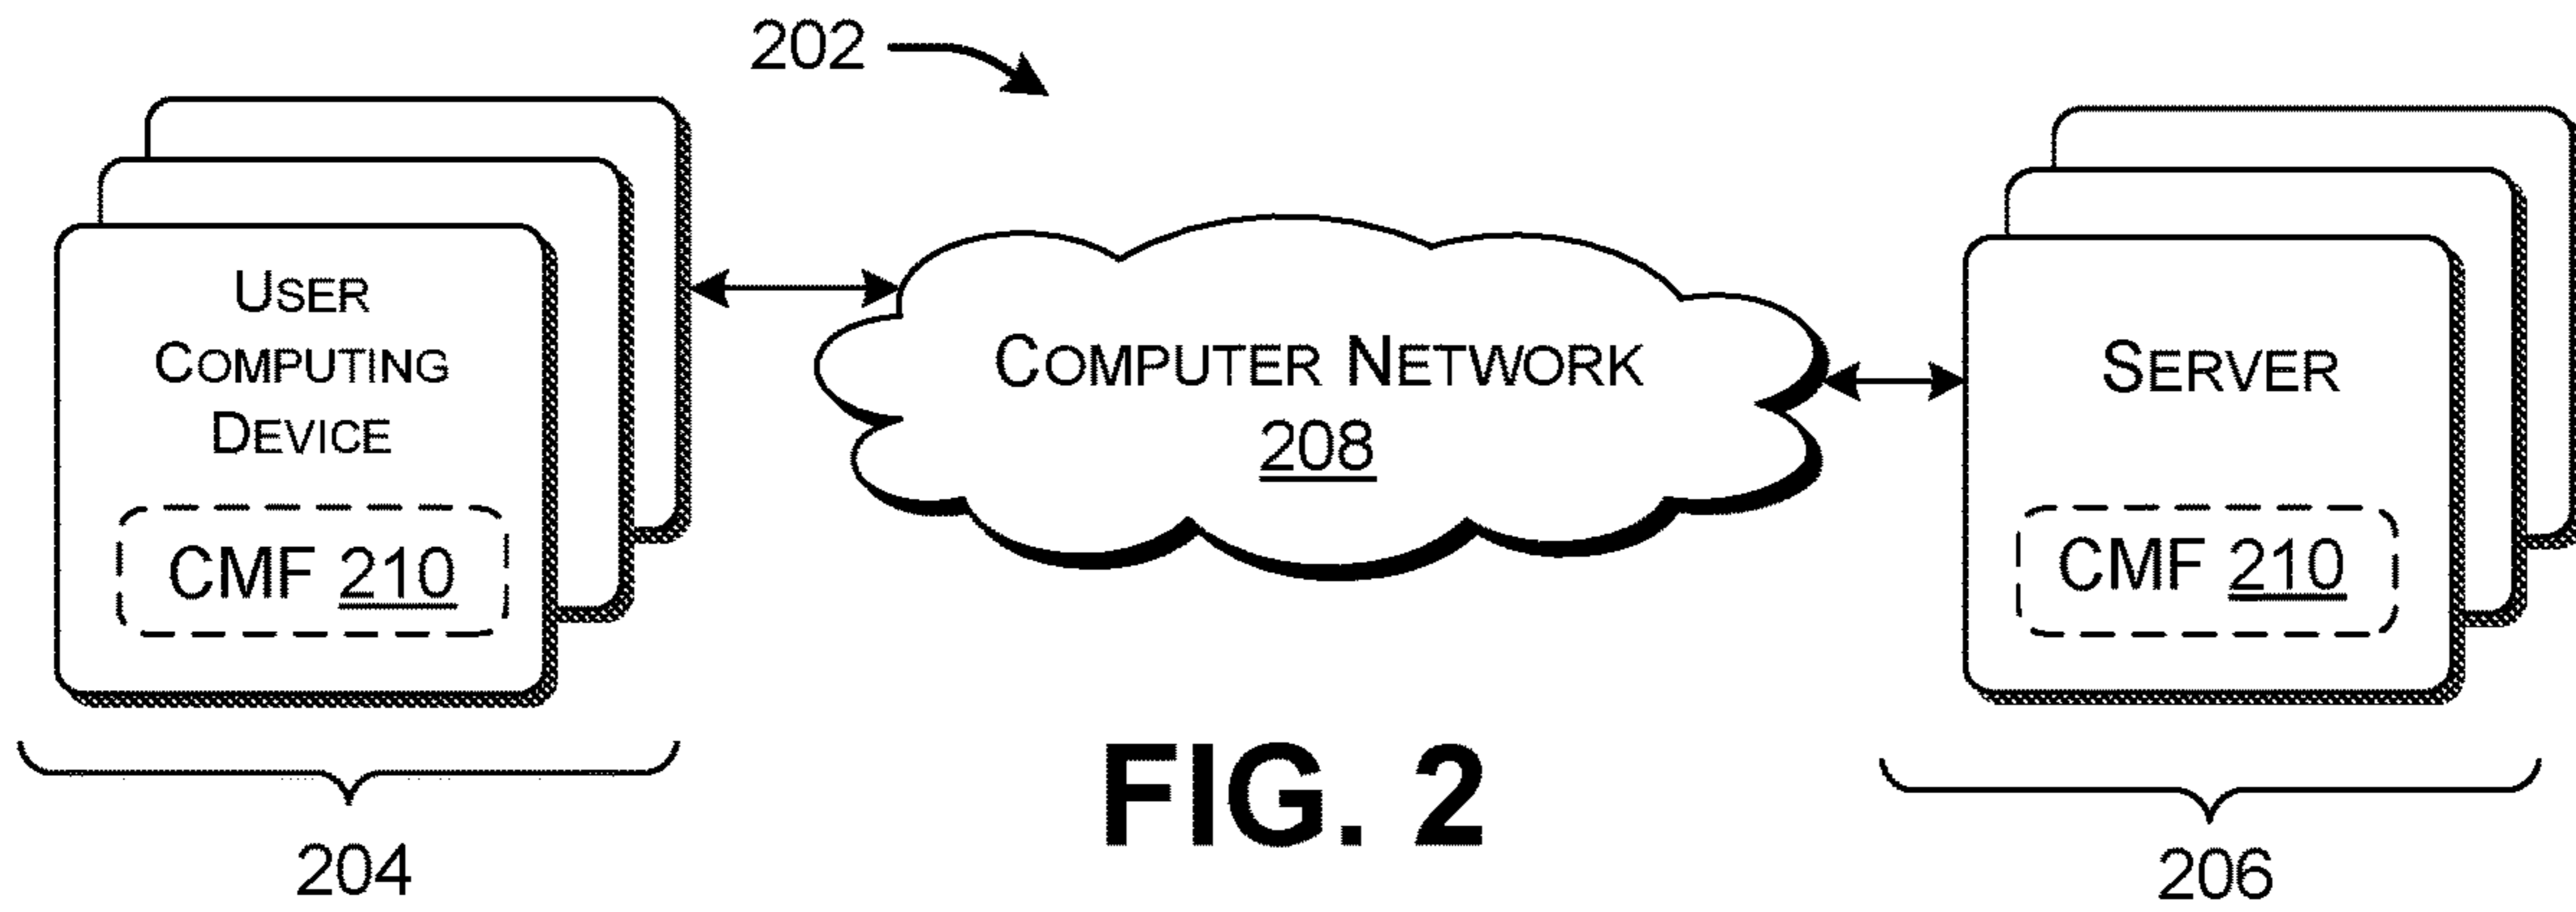 202
USER
COMPUTING
DEVICE
CMF 210
204
COMPUTER NETWORK
208
SERVER
CMF 210
206
FIG. 2